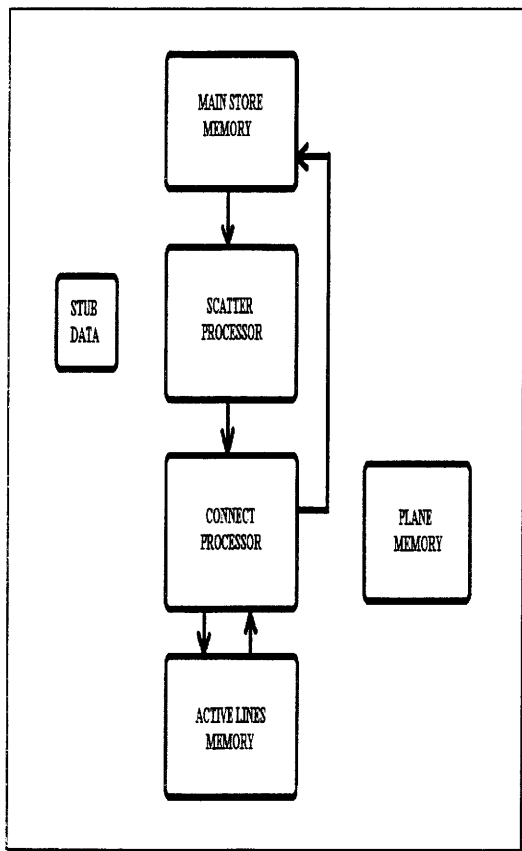 MAIN STORE
MEMORY
SCATTER
PROCESSOR
STUB
DATA
CONNECT
PROCESSOR
PLANE
MEMORY
ACTIVE LINES
MEMORY